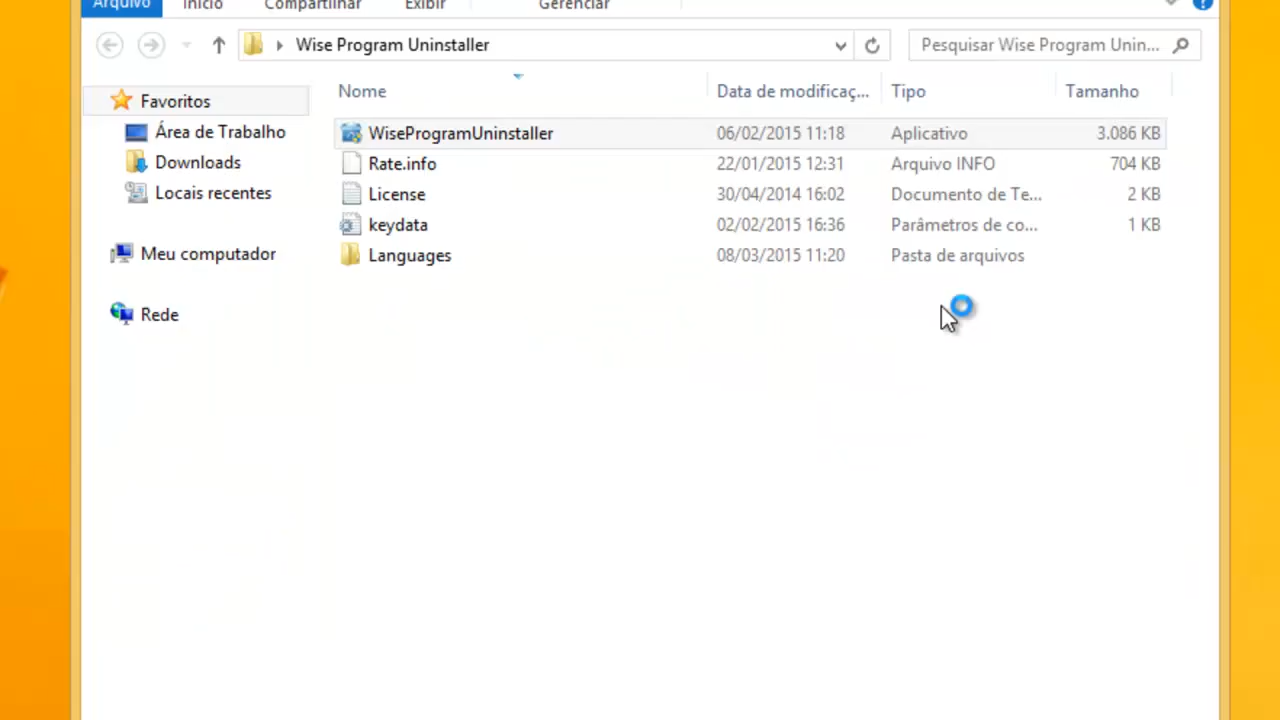 Arquivo Início Compartilhar Exibir Gerenciar
Wise Program Uninstaller Pesquisar Wise Program Unin...
Nome Data de modificaç... Tipo Tamanho
Favoritos
Área de Trabalho
Downloads
Locais recentes
Meu computador
Rede
WiseProgramUninstaller 06/02/2015 11:18 Aplicativo 3.086 KB
Rate.info 22/01/2015 12:31 Arquivo INFO 704 KB
License 30/04/2014 16:02 Documento de Te... 2 KB
keydata 02/02/2015 16:36 Parâmetros de co... 1 KB
Languages 08/03/2015 11:20 Pasta de arquivos